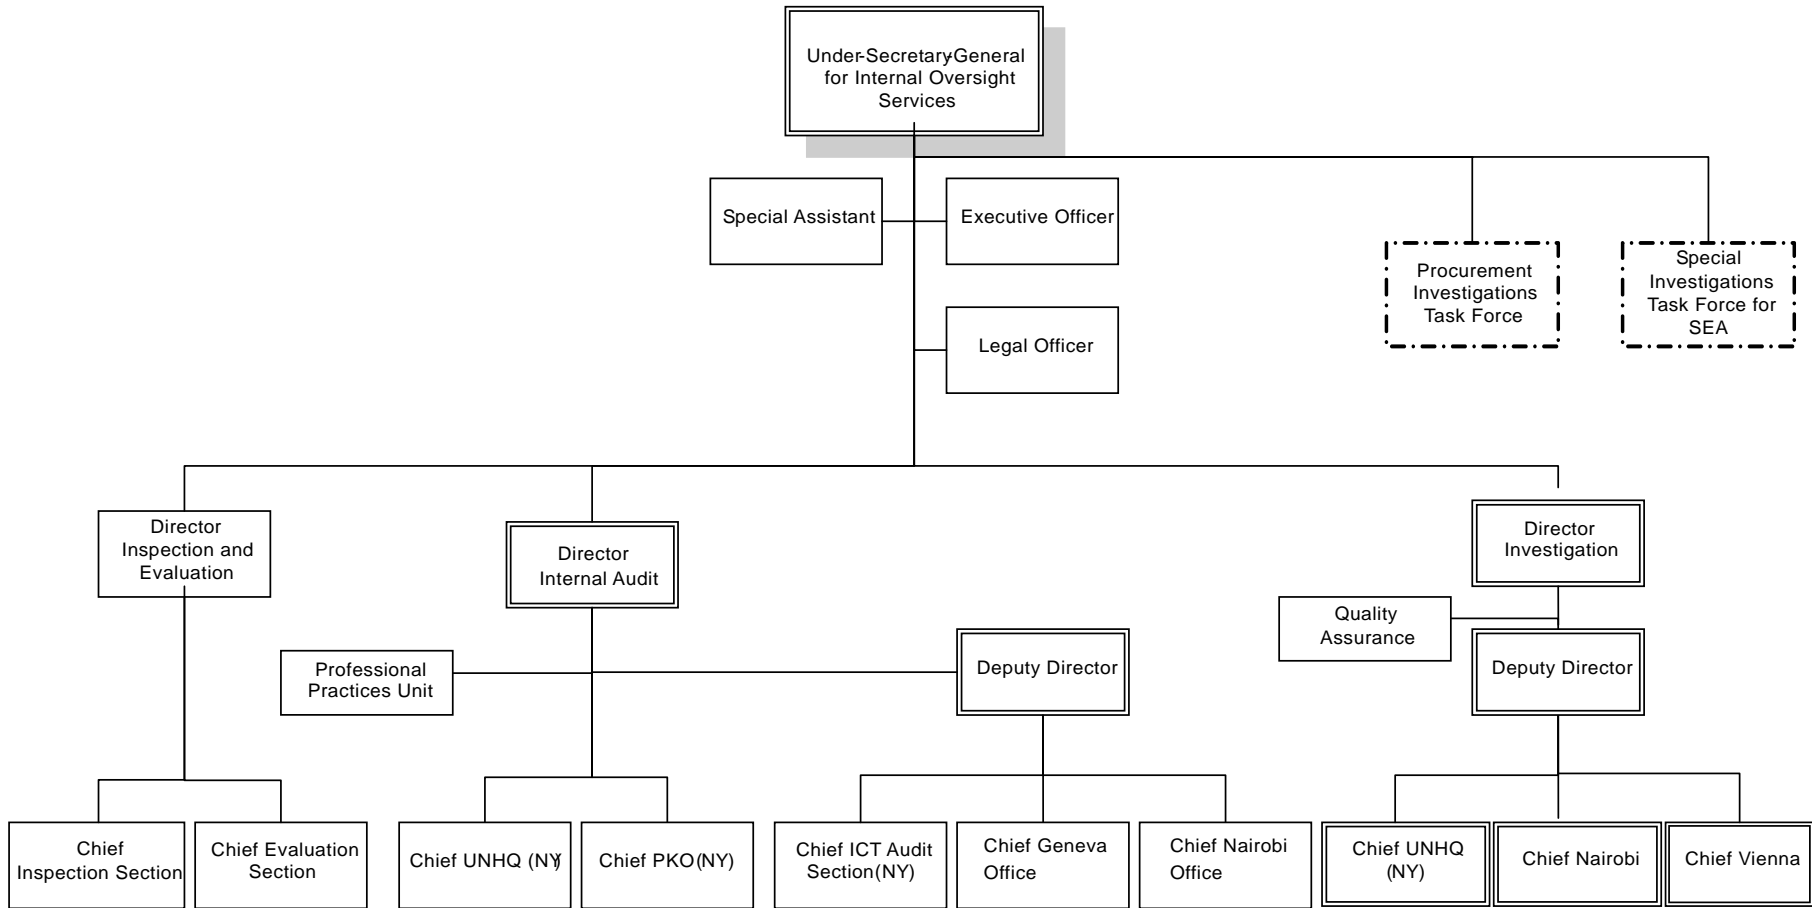 Under-Secretary-General
for Internal Oversight
Services
Special Assistant
Executive Officer
Procurement
Investigations
Task Force
Special
Investigations
Task Force for
SEA
Legal Officer
Director
Inspection and
Evaluation
Director
Internal Audit
Director
Investigation
Quality
Assurance
Professional
Practices Unit
Deputy Director
Deputy Director
Chief
Inspection Section
Chief Evaluation
Section
Chief UNHQ (NY)
Chief PKO(NY)
Chief ICT Audit
Section(NY)
Chief Geneva
Office
Chief Nairobi
Office
Chief UNHQ
(NY)
Chief Nairobi
Chief Vienna